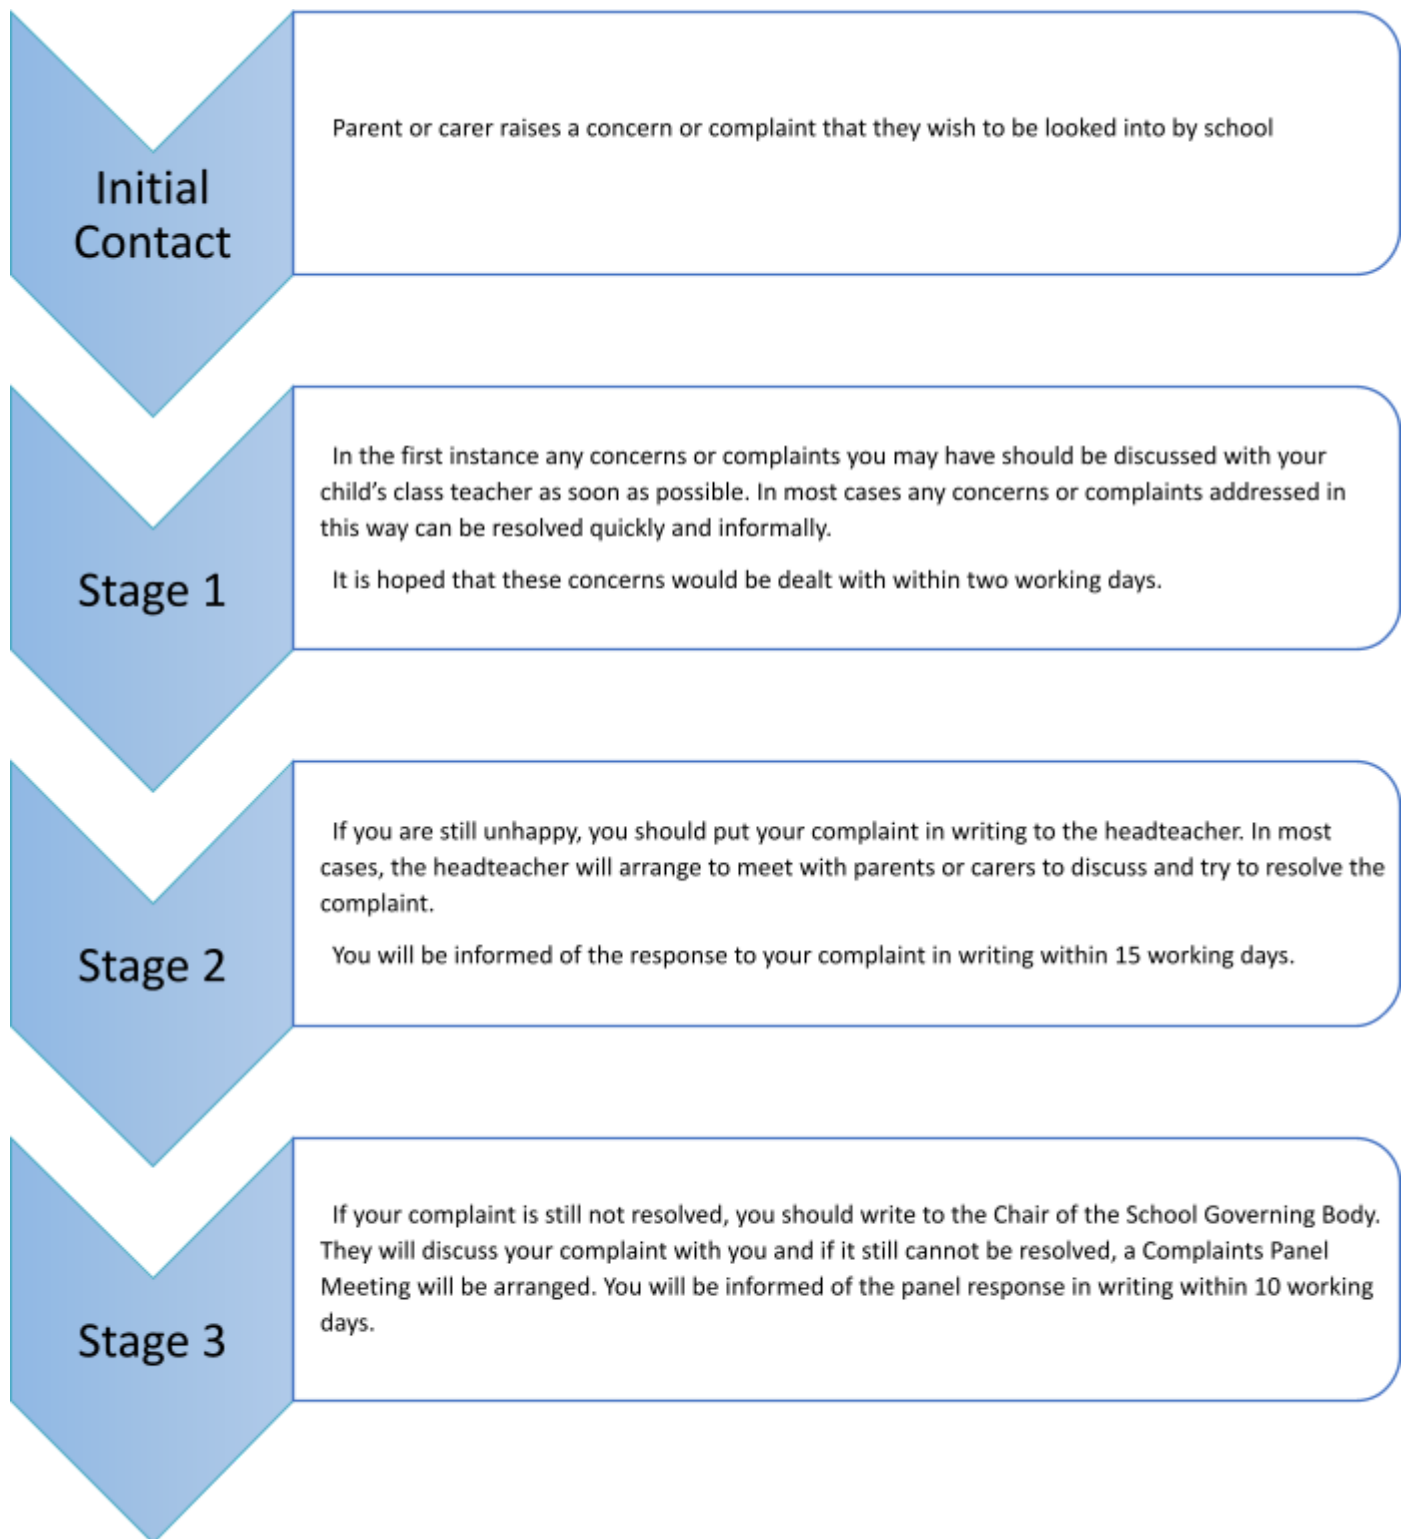 Initial
Contact
Parent or carer raises a concern or complaint that they wish to be looked into by school
Stage 1
In the first instance any concerns or complaints you may have should be discussed with your
child’s class teacher as soon as possible. In most cases any concerns or complaints addressed in
this way can be resolved quickly and informally.
It is hoped that these concerns would be dealt with within two working days.
Stage 2
If you are still unhappy, you should put your complaint in writing to the headteacher. In most
cases, the headteacher will arrange to meet with parents or carers to discuss and try to resolve the
complaint.
You will be informed of the response to your complaint in writing within 15 working days.
Stage 3
If your complaint is still not resolved, you should write to the Chair of the School Governing Body.
They will discuss your complaint with you and if it still cannot be resolved, a Complaints Panel
Meeting will be arranged. You will be informed of the panel response in writing within 10 working
days.